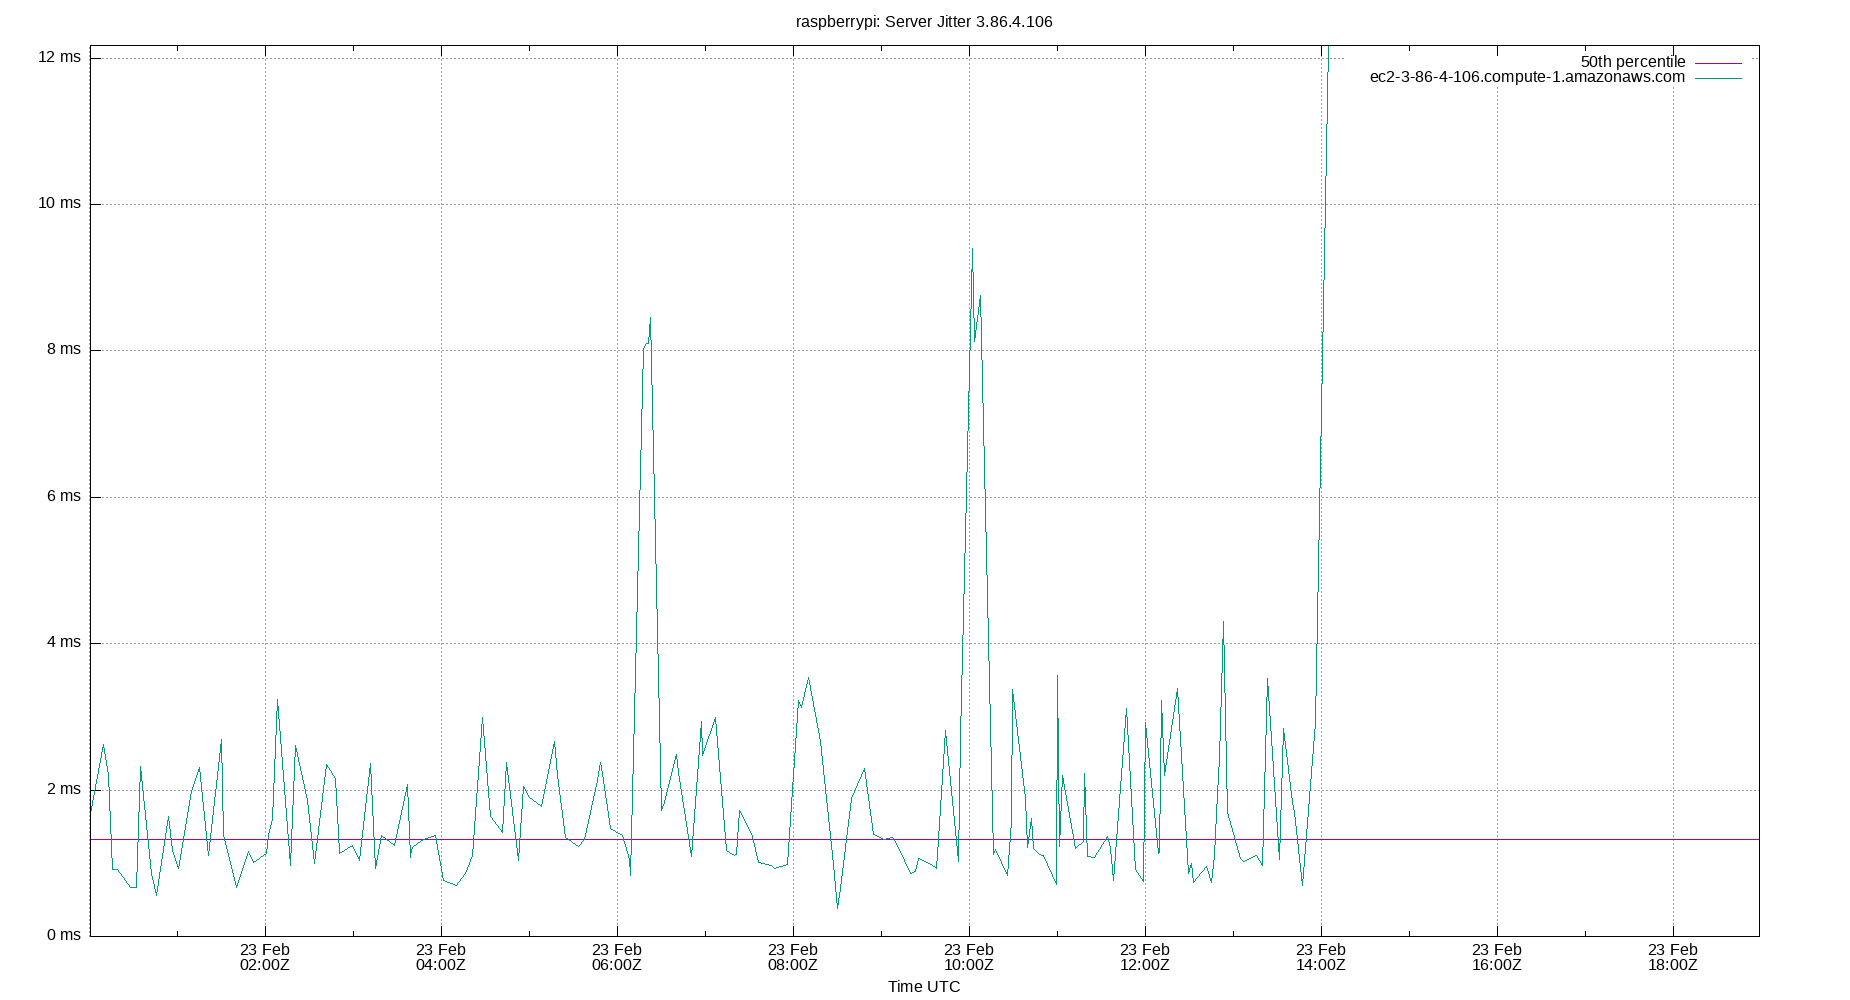 raspberrypi: Server Jitter 3.86.4.106
12 ms
50th percentile
ec2-3-86-4-106.compute-1.amazonaws.com
10 ms
8 ms
6 ms
4 ms
2 ms
0 ms
23 Feb 23 Feb 23 Feb 23 Feb 23 Feb 23 Feb 23 Feb 23 Feb 23 Feb
02:00Z 04:00Z 06:00Z 08:00Z 10:00Z 12:00Z 14:00Z 16:00Z 18:00Z
Time UTC